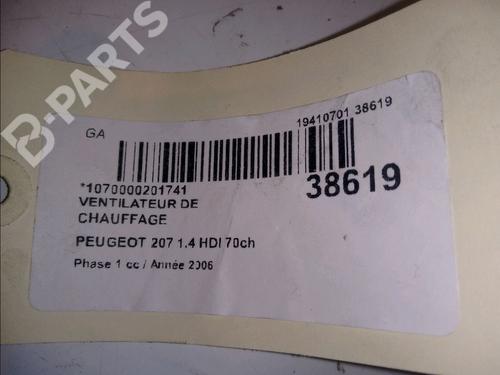 B-PARTS
GA
19410701 38619
*1070000201741
38619
VENTILATEUR DE
CHAUFFAGE
PEUGEOT 207 1.4 HDI 70ch
Phase 1 cc / Année 2006